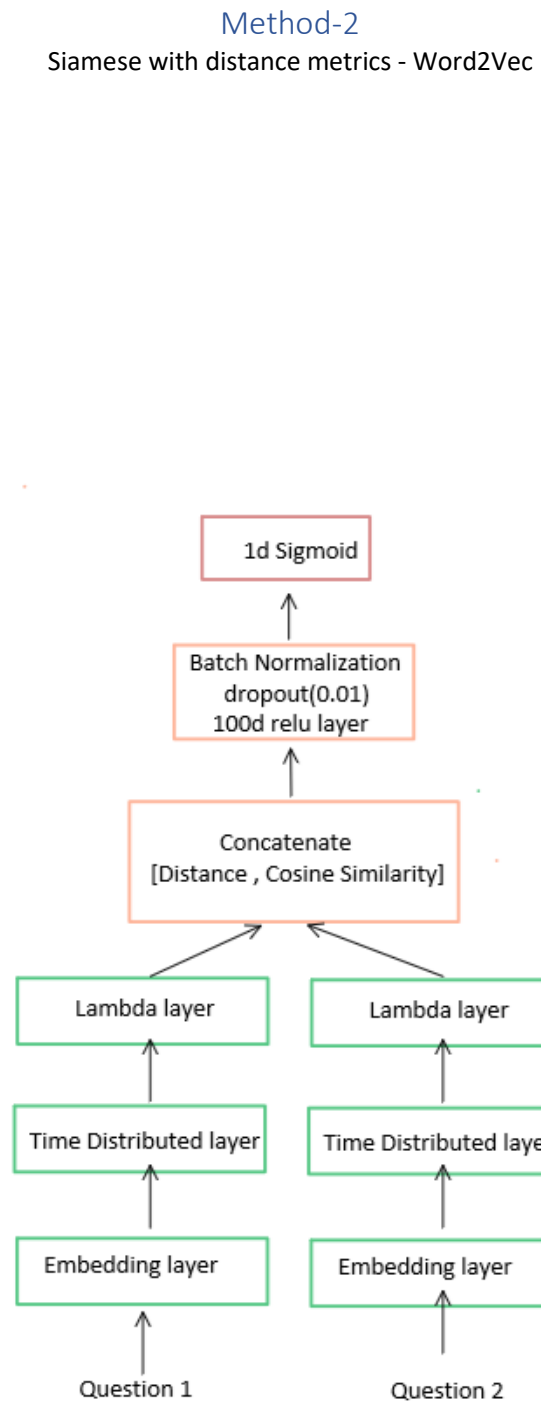 Method-2
Siamese with distance metrics - Word2Vec
1d Sigmoid
Batch Normalization
dropout(0.01)
100d relu layer
Concatenate
[Distance , Cosine Similarity]
Lambda layer
Lambda layer
Time Distributed layer
Time Distributed laye
Embedding layer
Embedding layer
Question 1
Question 2